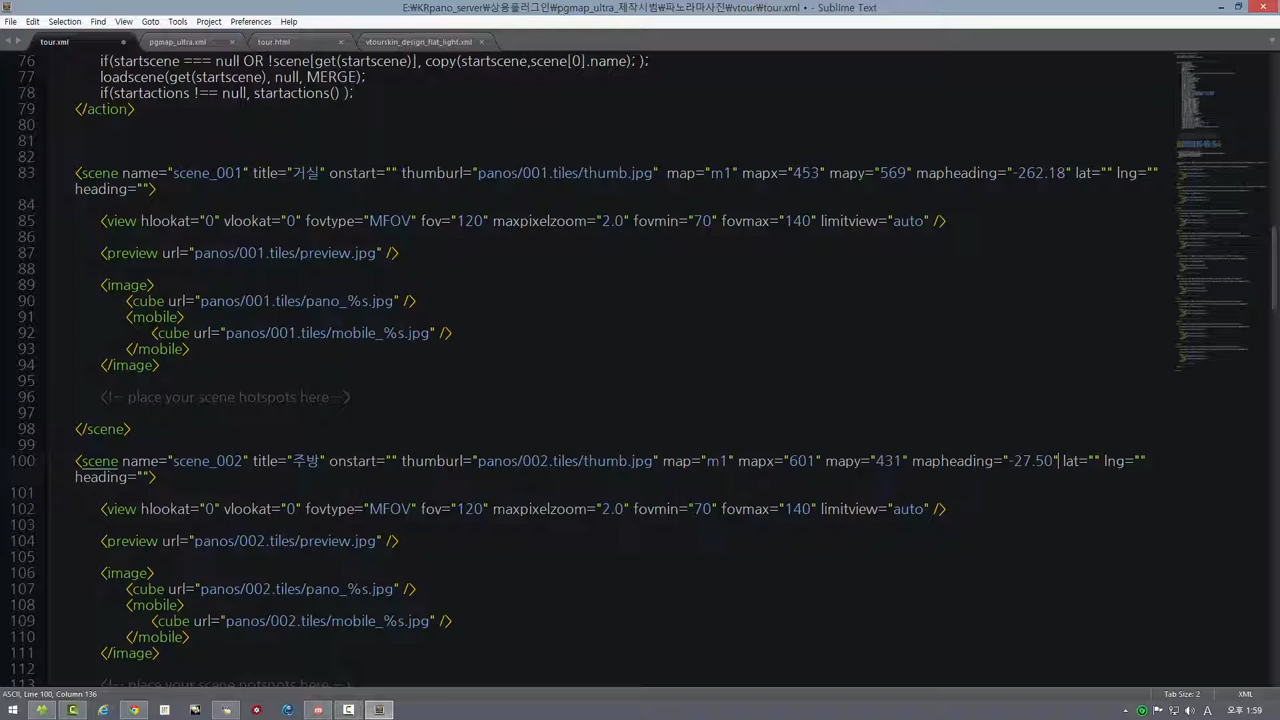 E:￦KRpano_server￦상용플러그인￦pgmap_ultra_제작시범￦파노라마사진￦vtour￦tour.xml • - Sublime Text
File Edit Selection Find View Goto Tools Project Preferences Help
tour.xml pgmap_ultra.xml tour.html vtourskin_design_flat_light.xml
76 if(startscene === null OR !scene[get(startscene)], copy(startscene,scene[0].name); );
77 loadscene(get(startscene), null, MERGE);
78 if(startactions !== null, startactions() );
79 </action>
80
81
82
83 <scene name="scene_001" title="거실" onstart="" thumburl="panos/001.tiles/thumb.jpg" map="m1" mapx="453" mapy="569" mapheading="-262.18" lat="" lng=""
heading="">
84
85 <view hlookat="0" vlookat="0" fovtype="MFOV" fov="120" maxpixelzoom="2.0" fovmin="70" fovmax="140" limitview="auto" />
86
87 <preview url="panos/001.tiles/preview.jpg" />
88
89 <image>
90 <cube url="panos/001.tiles/pano_%s.jpg" />
91 <mobile>
92 <cube url="panos/001.tiles/mobile_%s.jpg" />
93 </mobile>
94 </image>
95
96 <!-- place your scene hotspots here -->
97
98 </scene>
99
100 <scene name="scene_002" title="주방" onstart="" thumburl="panos/002.tiles/thumb.jpg" map="m1" mapx="601" mapy="431" mapheading="-27.50" lat="" lng=""
heading="">
101
102 <view hlookat="0" vlookat="0" fovtype="MFOV" fov="120" maxpixelzoom="2.0" fovmin="70" fovmax="140" limitview="auto" />
103
104 <preview url="panos/002.tiles/preview.jpg" />
105
106 <image>
107 <cube url="panos/002.tiles/pano_%s.jpg" />
108 <mobile>
109 <cube url="panos/002.tiles/mobile_%s.jpg" />
110 </mobile>
111 </image>
112
<!-- place your scene hotspots here -->
ASCII, Line 100, Column 136 Tab Size: 2 XML
A 오후 1:59